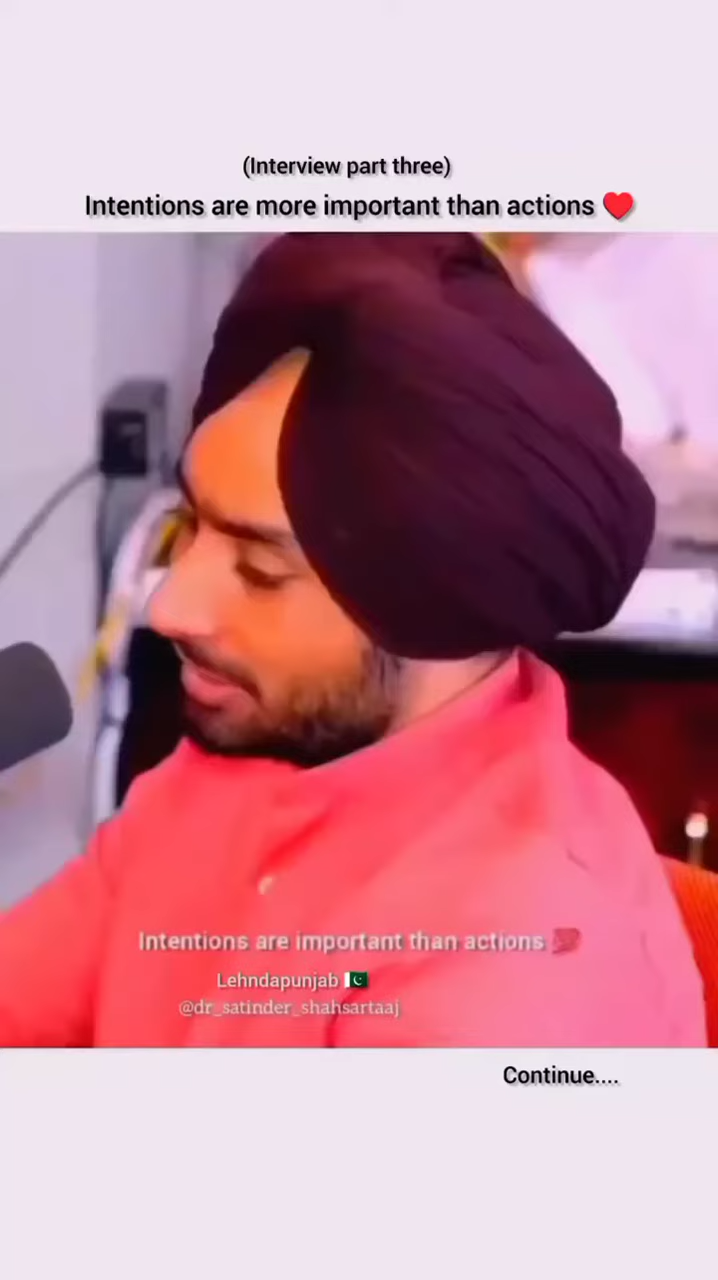 (Interview part three)
Intentions are more important than actions ♥️
Intentions are important than actions 💯
Lehndapunjab 🇵🇰
@dr_satinder_shahsartaaj
Continue....